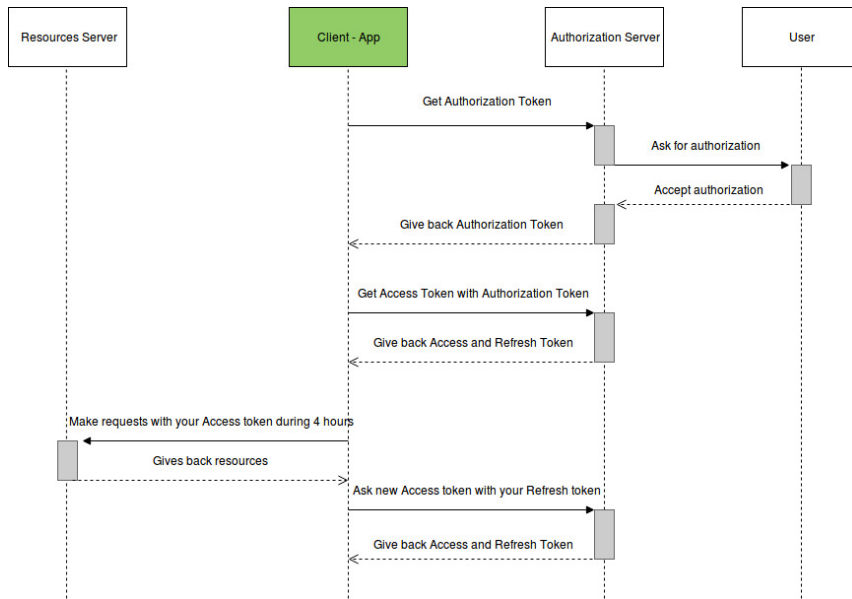 Resources Server
Client - App
Authorization Server
User
Get Authorization Token
Ask for authorization
Accept authorization
Give back Authorization Token
Get Access Token with Authorization Token
Give back Access and Refresh Token
Make requests with your Access token during 4 hours
Gives back resources
Ask new Access token with your Refresh token
Give back Access and Refresh Token